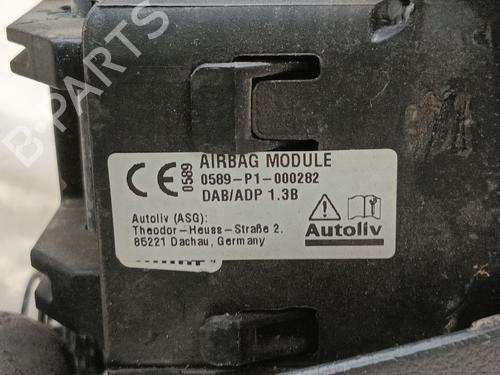 B-PARTS
CE 0589
AIRBAG MODULE
0589-P1-000282
DAB/ADP 1.3B
Autoliv (ASG):
Theodor-Heuss-Straße 2.
85221 Dachau, Germany
Autoliv